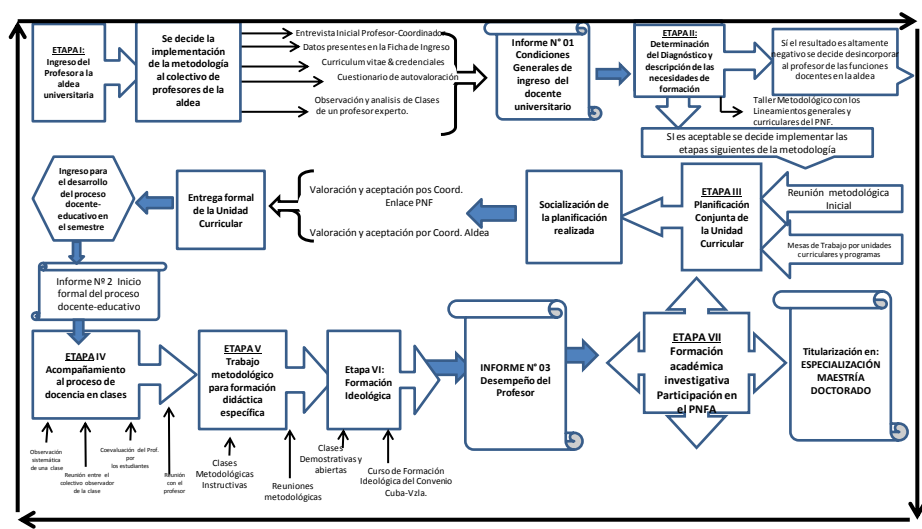 ETAPA I:
Ingreso del
Profesor a la
aldea
universitaria
Se decide la
implementación
de la metodología
al colectivo de
profesores de la
aldea
Entrevista Inicial Profesor-Coordinador
Datos presentes en la Ficha de Ingreso
Curriculum vitae & credenciales
Cuestionario de autovaloración
Observación y analisis de Clases
de un profesor experto.
Informe N° 01
Condiciones
Generales de
ingreso del
docente
universitario
ETAPA II:
Determinación
del Diagnóstico y
descripción de las
necesidades de
formación
Sí el resultado es altamente
negativo se decide desincorporar
al profesor de las funciones
docentes en la aldea
Taller Metodológico con los
Lineamientos generales y
curriculares del PNF.
SI es aceptable se decide implementar las
etapas siguientes de la metodología
Ingreso para
el desarrollo
del proceso
docente-
educativo en
el semestre
Entrega formal
de la Unidad
Curricular
Valoración y aceptación pos Coord.
Enlace PNF
Valoración y aceptación por Coord. Aldea
Socialización de
la planificación
realizada
ETAPA III
Planificación
Conjunta de
la Unidad
Curricular
Reunión metodológica
Inicial
Mesas de Trabajo por unidades
curriculares y programas
Informe Nº 2 Inicio
formal del proceso
docente-educativo
ETAPA IV
Acompañamiento
al proceso de
docencia en clases
Observación
sistemática
de una clase
Reunión entre el
colectivo observador
de la clase
Coevaluación del Prof.
por
los estudiantes
Reunión
con el
profesor
ETAPA V
Trabajo
metodológico
para formación
didáctica
específica
Clases
Metodológicas
Instructivas
Reuniones
metodológicas
Etapa VI:
Formación
Ideológica
Clases
Demostrativas y
abiertas
Curso de Formación
Ideológica del Convenio
Cuba-Vzla.
INFORME N° 03
Desempeño del
Profesor
ETAPA VII
Formación
académica
investigativa
Participación en
el PNFA
Titularización en:
ESPECIALIZACIÓN
MAESTRÍA
DOCTORADO